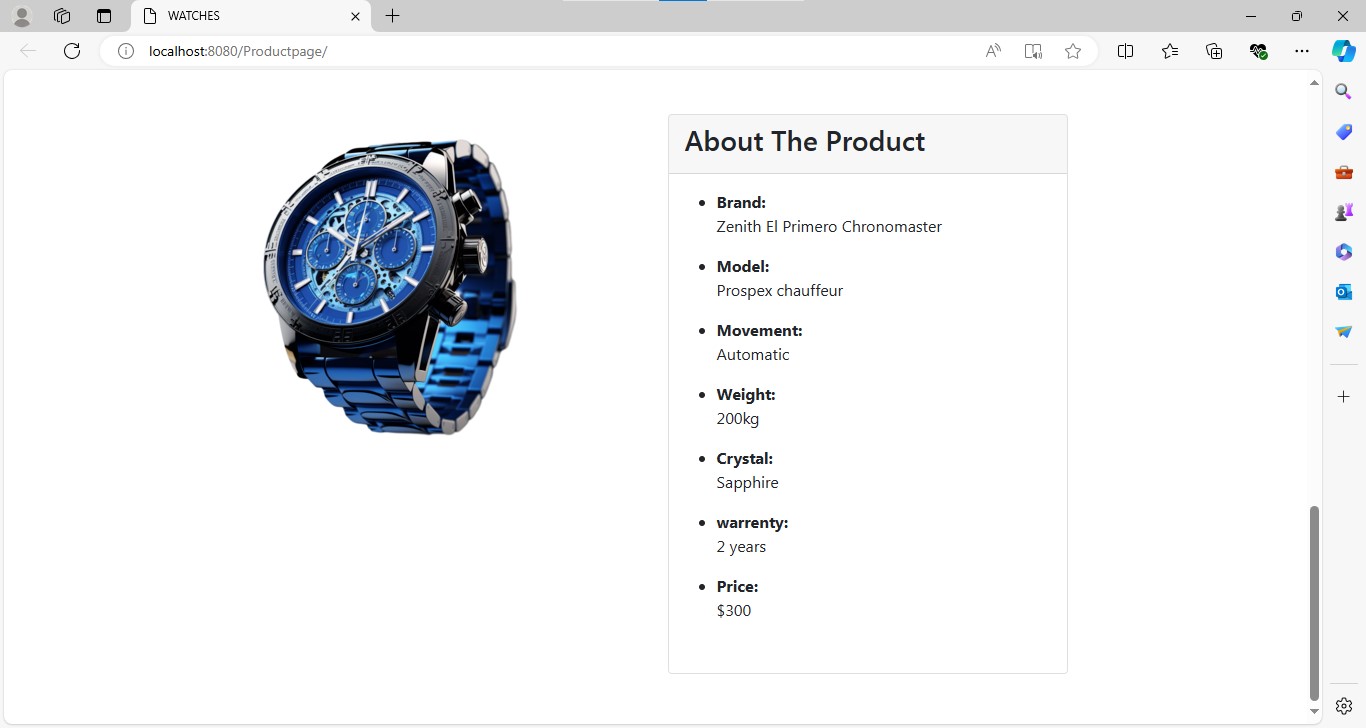 WATCHES
localhost:8080/Productpage/
About The Product
Brand:
Zenith El Primero Chronomaster
Model:
Prospex chauffeur
Movement:
Automatic
Weight:
200kg
Crystal:
Sapphire
warrenty:
2 years
Price:
$300